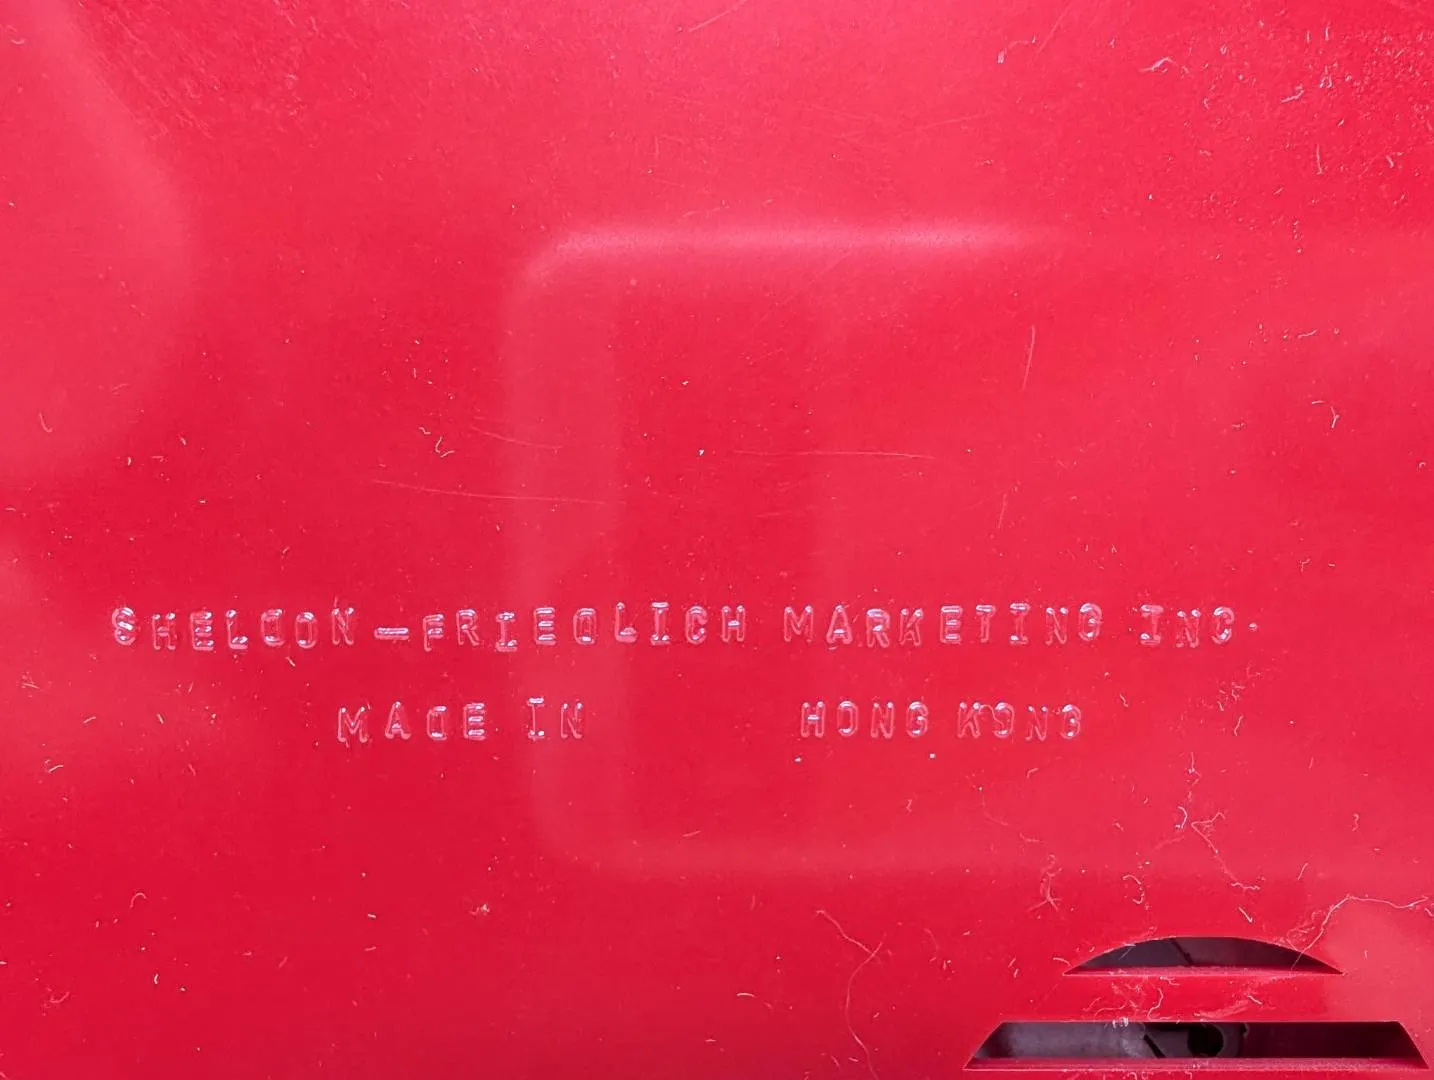 SHELDON-FRIEDLICH MARKETING INC.
MADE IN HONG KONG